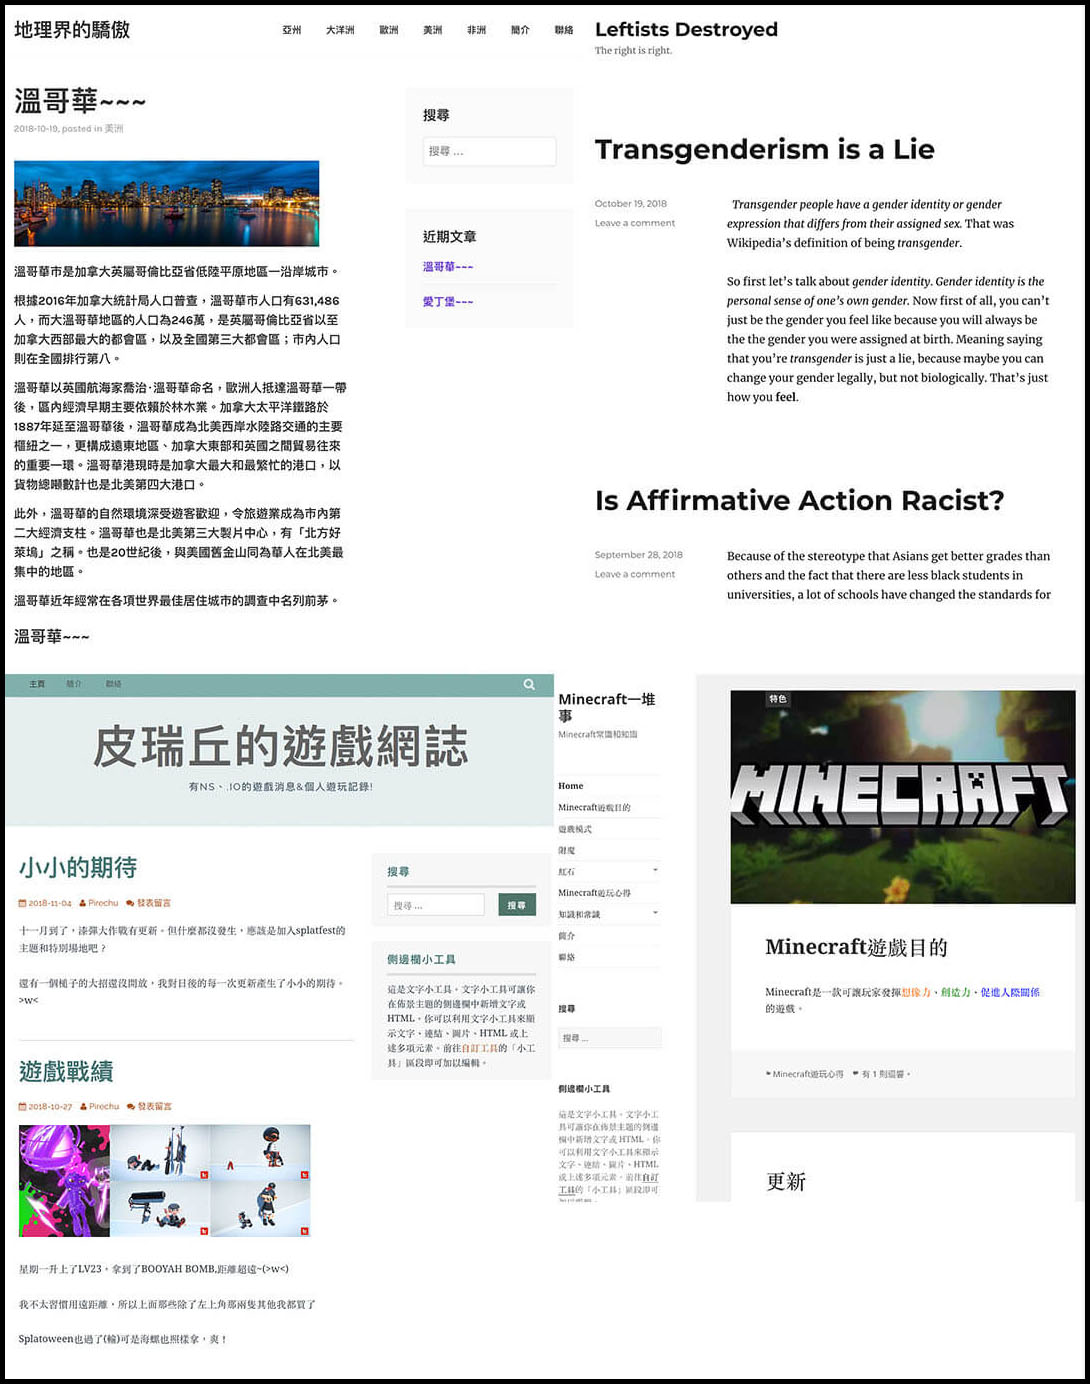 地理界的驕傲
亞洲 大洋洲 歐洲 美洲 非洲 簡介 聯絡
溫哥華~~~
2018-10-19, posted in 美洲
溫哥華市是加拿大英屬哥倫比亞省低陸平原地區一沿岸城市。
根據2016年加拿大統計局人口普查，溫哥華市人口有631,486
人，而大溫哥華地區的人口為246萬，是英屬哥倫比亞省以至
加拿大西部最大的都會區，以及全國第三大都會區；市內人口
則在全國排行第八。
溫哥華以英國航海家喬治·溫哥華命名，歐洲人抵達溫哥華一帶
後，區內經濟早期主要依賴於林木業。加拿大太平洋鐵路於
1887年延至溫哥華後，溫哥華成為北美西岸水陸路交通的主要
樞紐之一，更構成遠東地區、加拿大東部和英國之間貿易往來
的重要一環。溫哥華港現時是加拿大最大和最繁忙的港口，以
貨物總噸數計也是北美第四大港口。
此外，溫哥華的自然環境深受遊客歡迎，令旅遊業成為市內第
二大經濟支柱。溫哥華也是北美第三大製片中心，有「北方好
萊塢」之稱。也是20世紀後，與美國舊金山同為華人在北美最
集中的地區。
溫哥華近年經常在各項世界最佳居住城市的調查中名列前茅。
溫哥華~~~
搜尋
搜尋 ...
近期文章
溫哥華~~~
愛丁堡~~~
Leftists Destroyed
The right is right.
Transgenderism is a Lie
October 19, 2018
Leave a comment
Transgender people have a gender identity or gender
expression that differs from their assigned sex. That was
Wikipedia's definition of being transgender.
So first let's talk about gender identity. Gender identity is the
personal sense of one's own gender. Now first of all, you can't
just be the gender you feel like because you will always be
the the gender you were assigned at birth. Meaning saying
that you're transgender is just a lie, because maybe you can
change your gender legally, but not biologically. That's just
how you feel.
Is Affirmative Action Racist?
September 28, 2018
Leave a comment
Because of the stereotype that Asians get better grades than
others and the fact that there are less black students in
universities, a lot of schools have changed the standards for
主頁 簡介 聯絡
皮瑞丘的遊戲網誌
有NS、.IO的遊戲消息&個人遊玩記錄!
小小的期待
2018-11-04 Pirechu 發表留言
十一月到了，漆彈大作戰有更新。但什麼都沒發生，應該是加入splatfest的
主題和特別場地吧？
還有一個槌子的大招還沒開放，我對日後的每一次更新產生了小小的期待。
>w<
遊戲戰績
2018-10-27 Pirechu 發表留言
星期一升上了LV23，拿到了BOOYAH BOMB,距離超遠~(>w<)
我不太習慣用遠距離，所以上面那些除了左上角那兩隻其他我都買了
Splatoween也過了(輸)可是海螺也照樣拿，爽！
搜尋
搜尋 ...
搜尋
側邊欄小工具
這是文字小工具。文字小工具可讓你
在佈景主題的側邊欄中新增文字或
HTML。你可以利用文字小工具來顯
示文字、連結、圖片、HTML 或上
述多項元素。前往自訂工具的「小工
具」區段即可加以編輯。
Minecraft一堆
事
Minecraft常識和知識
Home
Minecraft遊戲目的
遊戲模式
附魔
紅石
Minecraft遊玩心得
知識和常識
簡介
聯絡
搜尋
搜尋 ...
側邊欄小工具
這是文字小工具。文字小工
具可讓你在佈景主題的側邊
欄中新增文字或 HTML。你
可以利用文字小工具來顯示
文字、連結、圖片、HTML
或上述多項元素。前往自訂
工具的「小工具」區段即可
特色
MINECRAFT
Minecraft遊戲目的
Minecraft是一款可讓玩家發揮想像力、創造力、促進人際關係
的遊戲。
Minecraft遊玩心得 有 1 則迴響。
更新